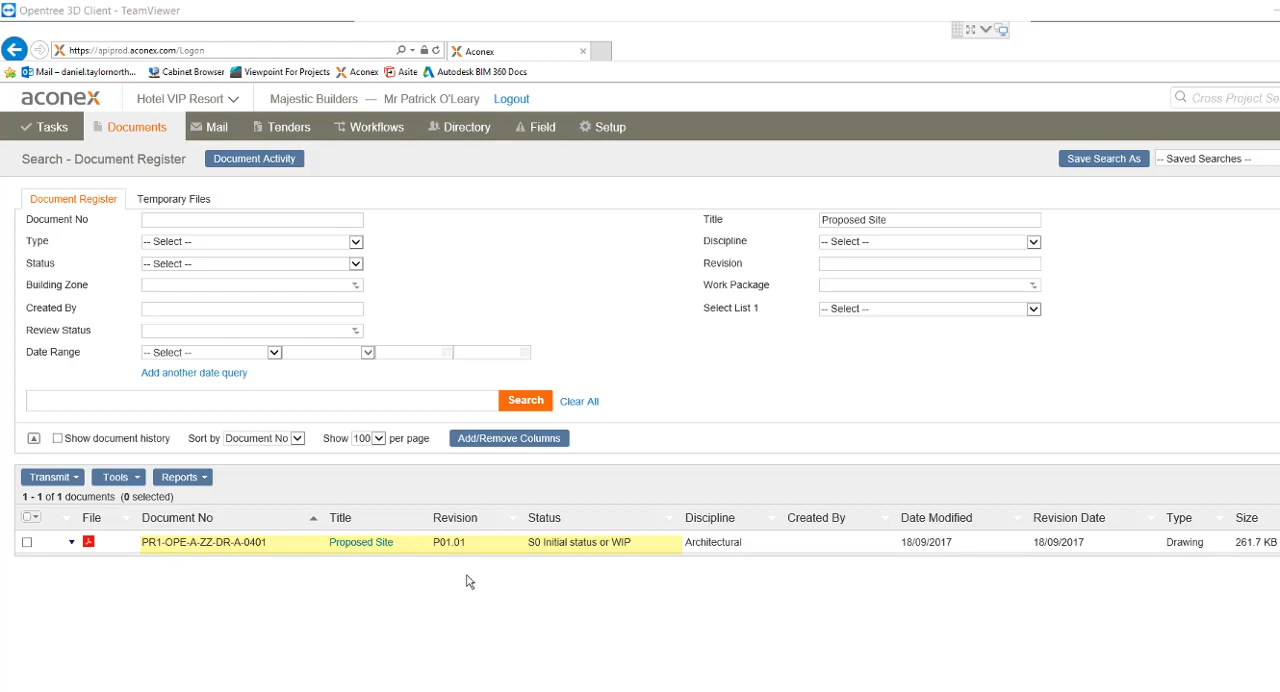 Opentree 3D Client - TeamViewer
https://apiprod.aconex.com/Logon
Aconex
Mail – daniel.taylornorth... Cabinet Browser Viewpoint For Projects Aconex Asite Autodesk BIM 360 Docs
aconex Hotel VIP Resort Majestic Builders — Mr Patrick O'Leary Logout Cross Project Se
Tasks Documents Mail Tenders Workflows Directory Field Setup
Search - Document Register Document Activity Save Search As -- Saved Searches --
Document Register Temporary Files
Document No Title Proposed Site
Type -- Select -- Discipline -- Select --
Status -- Select -- Revision
Building Zone Work Package
Created By Select List 1 -- Select --
Review Status
Date Range -- Select --
Add another date query
Search Clear All
Show document history Sort by Document No Show 100 per page Add/Remove Columns
Transmit Tools Reports
1 - 1 of 1 documents (0 selected)
File Document No Title Revision Status Discipline Created By Date Modified Revision Date Type Size
PR1-OPE-A-ZZ-DR-A-0401 Proposed Site P01.01 S0 Initial status or WIP Architectural 18/09/2017 18/09/2017 Drawing 261.7 KB